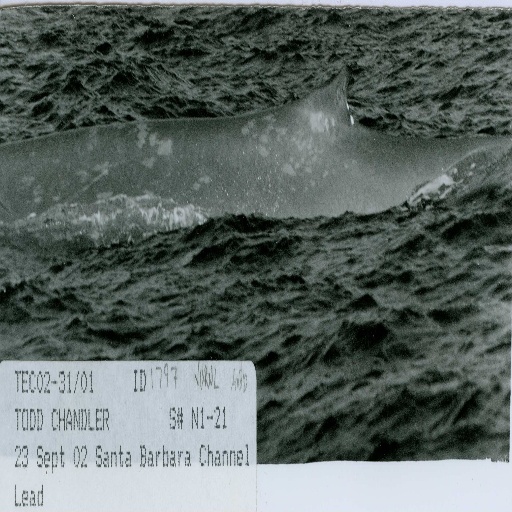 TEC02-31/01 ID 1797
TODD CHANDLER S# N1-21
23 Sept 02 Santa Barbara Channel
Lead